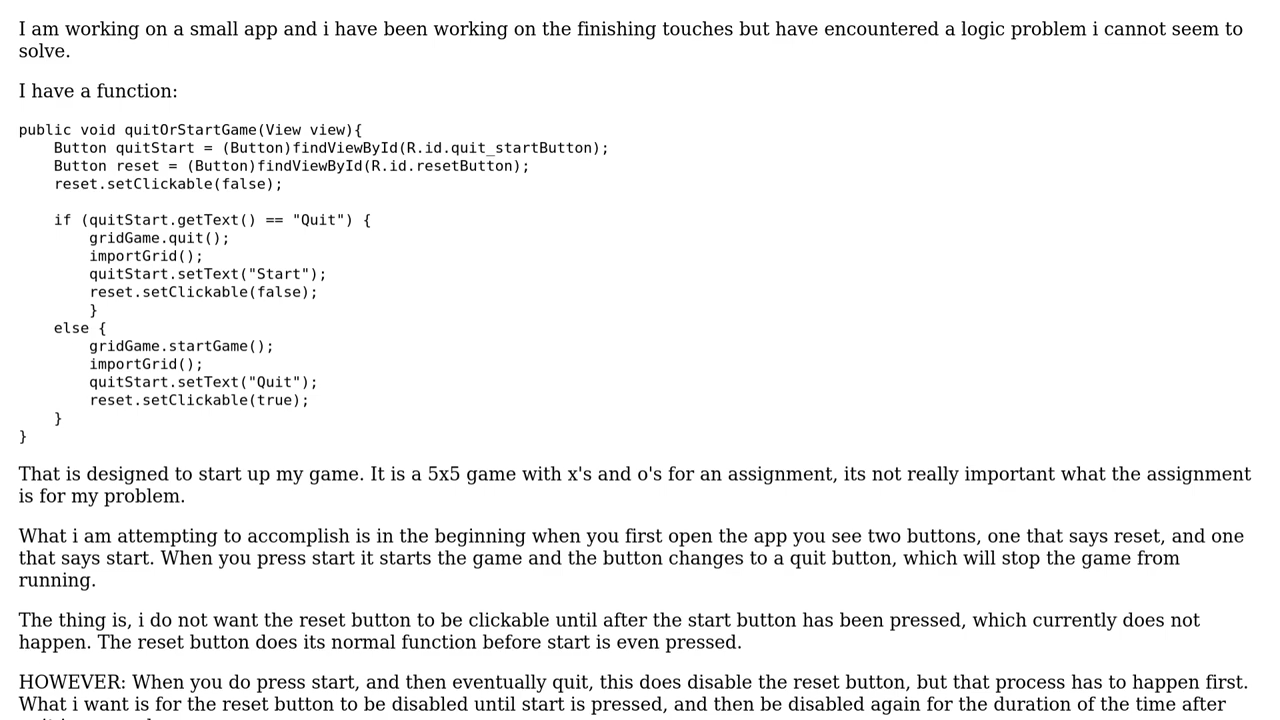 I am working on a small app and i have been working on the finishing touches but have encountered a logic problem i cannot seem to
solve.
I have a function:
public void quitOrStartGame(View view){
    Button quitStart = (Button)findViewById(R.id.quit_startButton);
    Button reset = (Button)findViewById(R.id.resetButton);
    reset.setClickable(false);
    if (quitStart.getText() == "Quit") {
        gridGame.quit();
        importGrid();
        quitStart.setText("Start");
        reset.setClickable(false);
        }
    else {
        gridGame.startGame();
        importGrid();
        quitStart.setText("Quit");
        reset.setClickable(true);
    }
}
That is designed to start up my game. It is a 5x5 game with x's and o's for an assignment, its not really important what the assignment
is for my problem.
What i am attempting to accomplish is in the beginning when you first open the app you see two buttons, one that says reset, and one
that says start. When you press start it starts the game and the button changes to a quit button, which will stop the game from
running.
The thing is, i do not want the reset button to be clickable until after the start button has been pressed, which currently does not
happen. The reset button does its normal function before start is even pressed.
HOWEVER: When you do press start, and then eventually quit, this does disable the reset button, but that process has to happen first.
What i want is for the reset button to be disabled until start is pressed, and then be disabled again for the duration of the time after